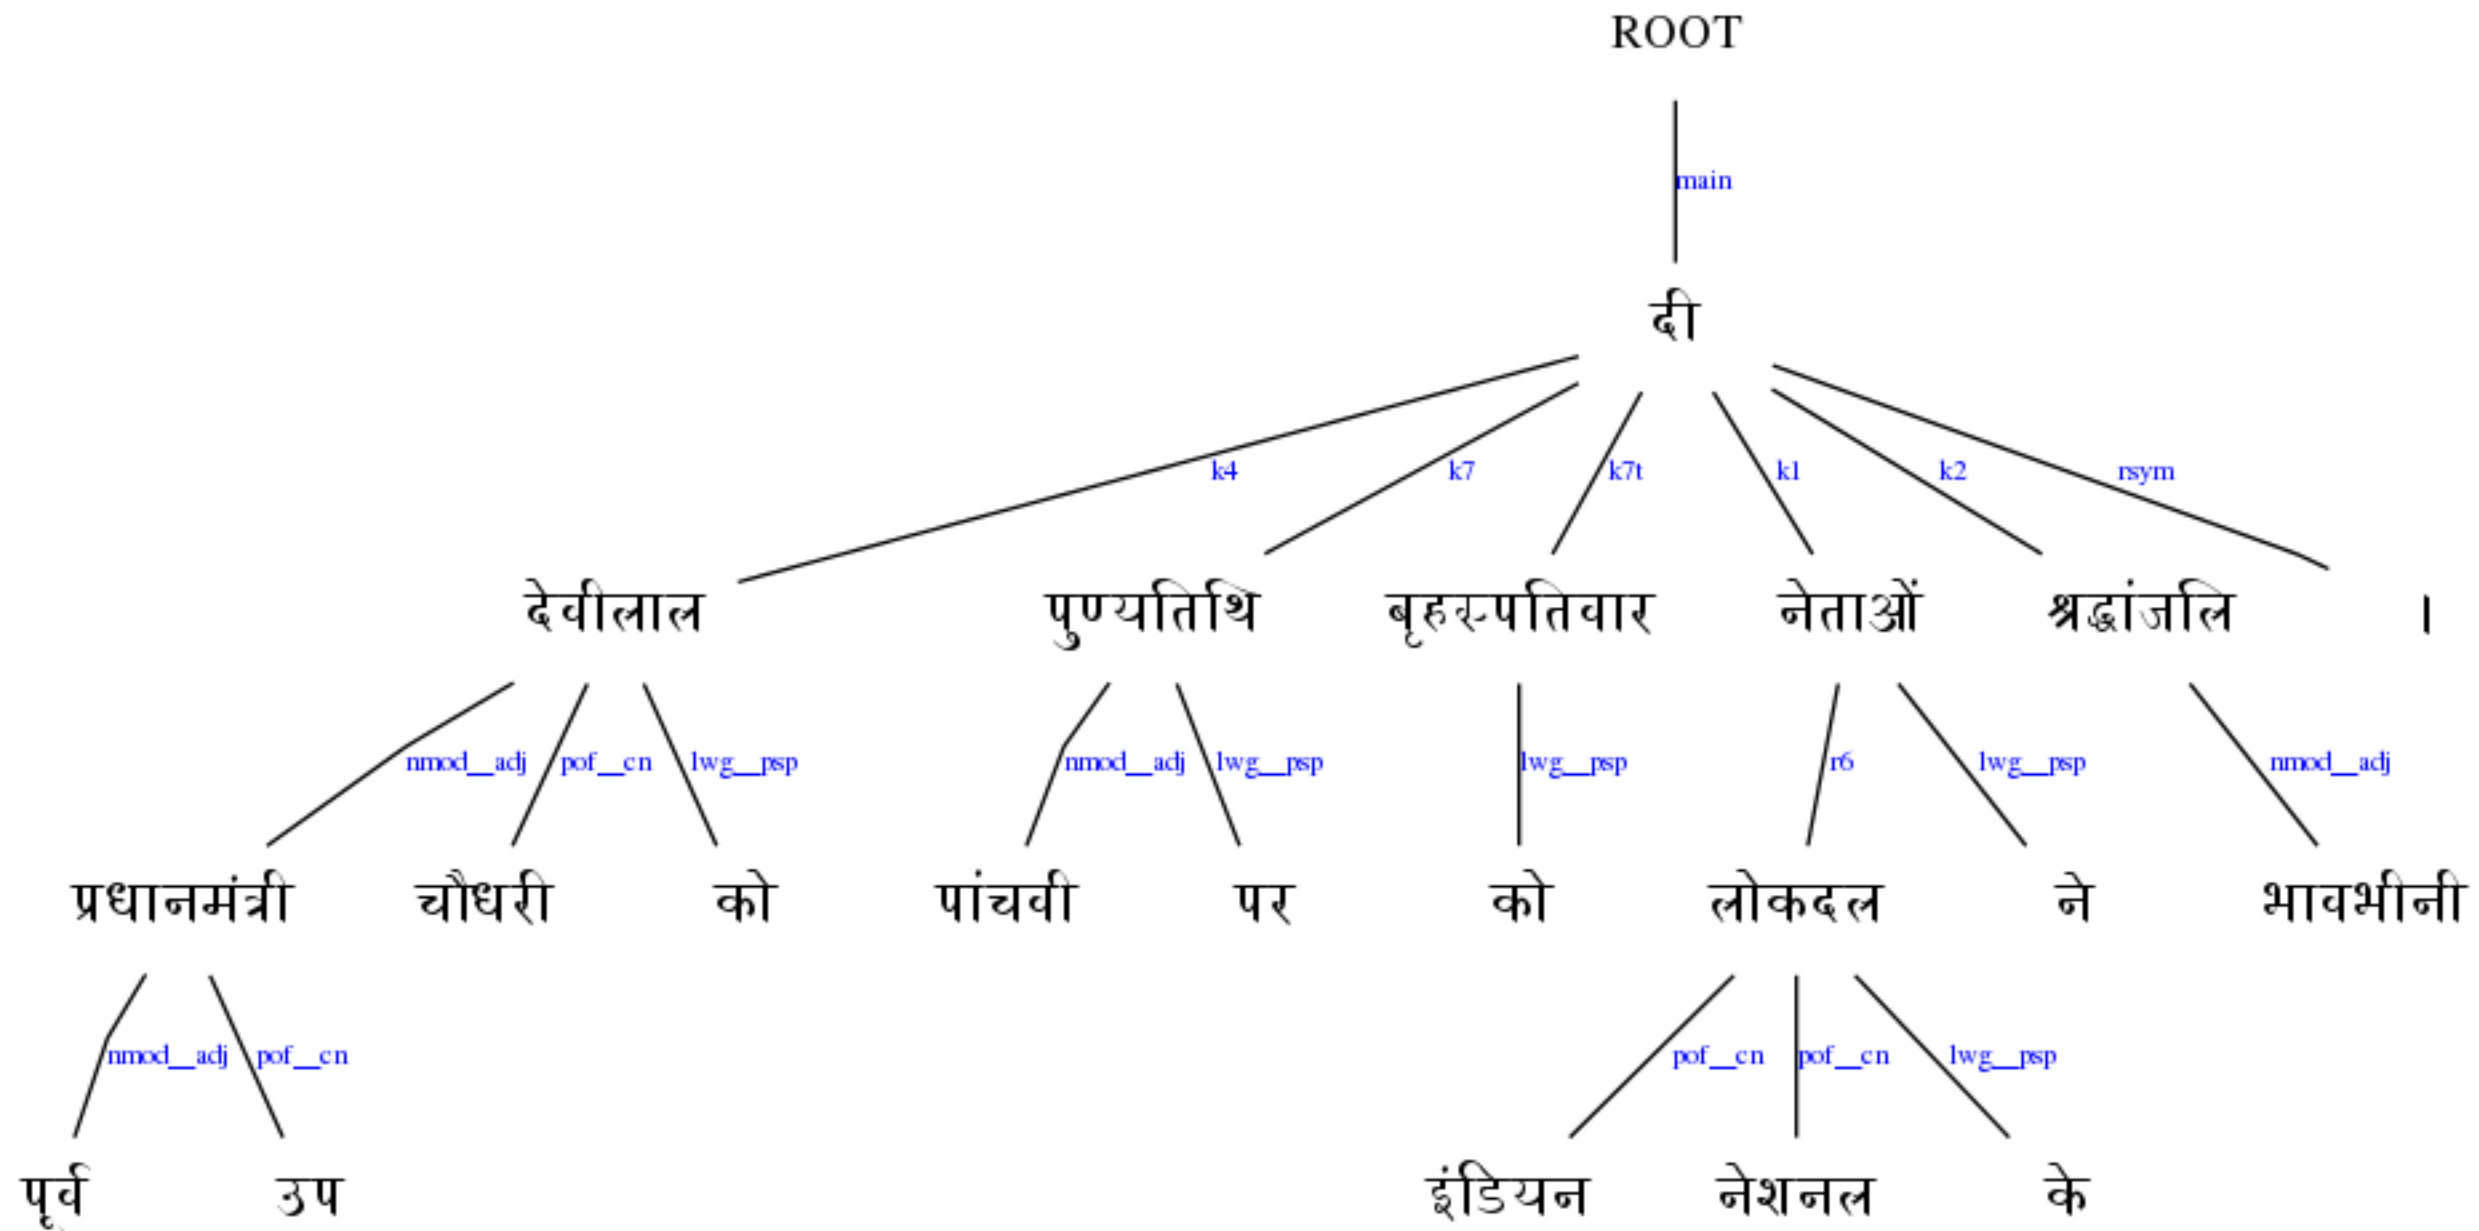 ROOT
main
दी
k4 k7 k7t k1 k2 rsym
देवीलाल पुण्यतिथि बृहस्पतिवार नेताओं श्रद्धांजलि ।
nmod__adj pof__cn lwg__psp nmod__adj lwg__psp lwg__psp r6 lwg__psp nmod__adj
प्रधानमंत्री चौधरी को पांचवी पर को लोकदल ने भावभीनी
nmod__adj pof__cn pof__cn pof__cn lwg__psp
पूर्व उप इंडियन नेशनल के